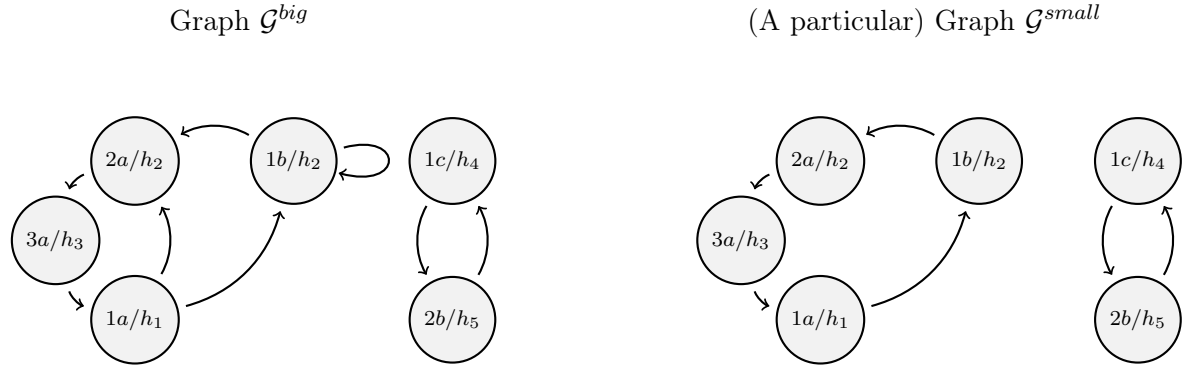 Graph 𝒢^{big}
2a/h₂ 1b/h₂ 1c/h₄
3a/h₃
1a/h₁ 2b/h₅
(A particular) Graph 𝒢^{small}
2a/h₂ 1b/h₂ 1c/h₄
3a/h₃
1a/h₁ 2b/h₅